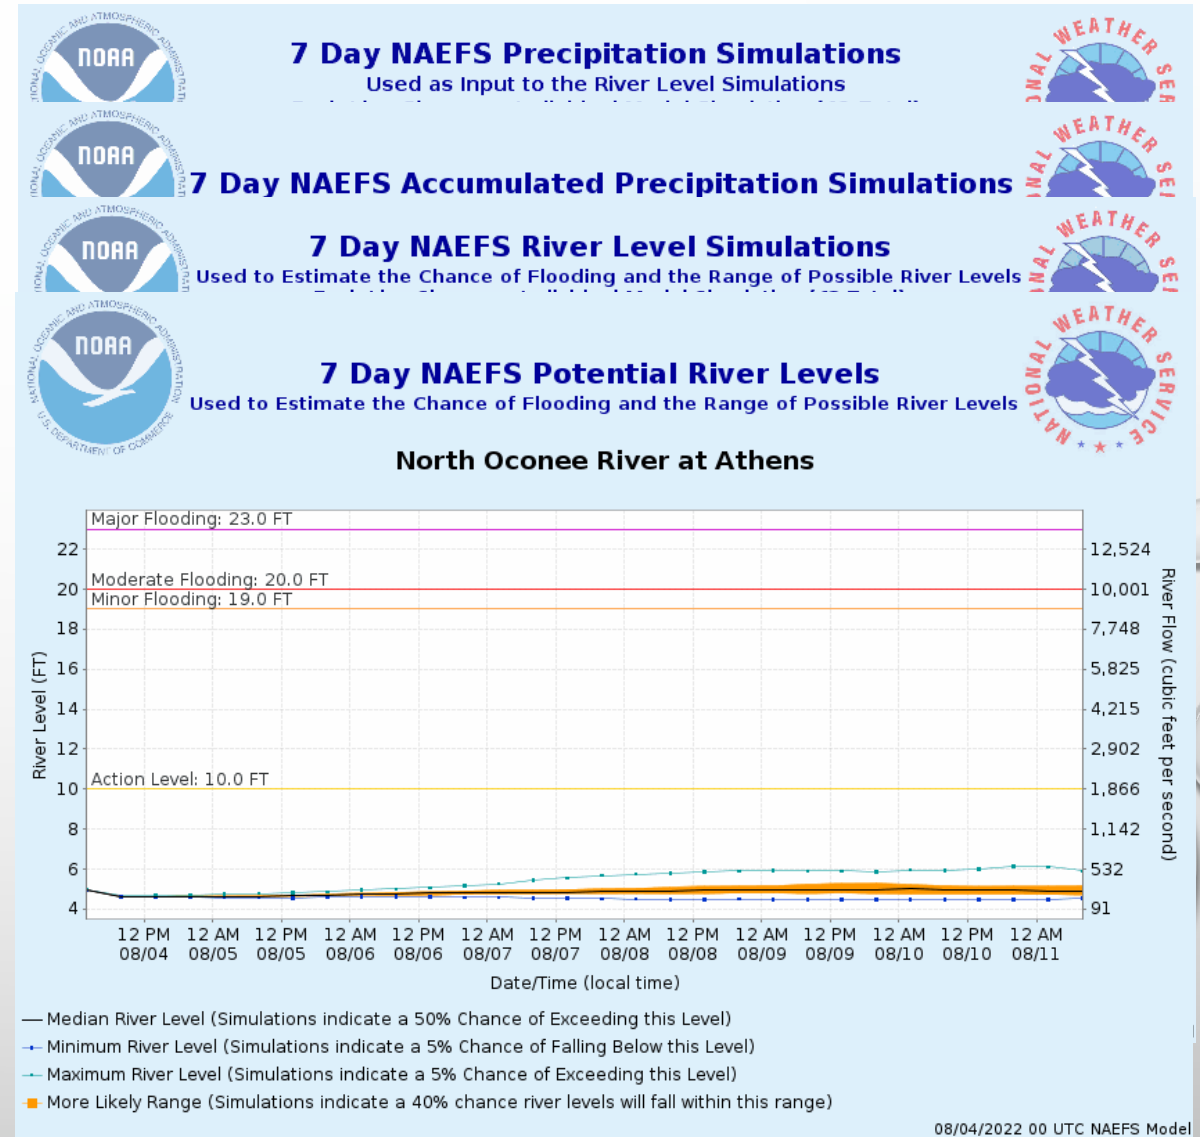 NOAA
7 Day NAEFS Precipitation Simulations
Used as Input to the River Level Simulations
NOAA
7 Day NAEFS Accumulated Precipitation Simulations
NOAA
7 Day NAEFS River Level Simulations
Used to Estimate the Chance of Flooding and the Range of Possible River Levels
NATIONAL OCEANIC AND ATMOSPHERIC ADMINISTRATION
NOAA
U.S. DEPARTMENT OF COMMERCE
7 Day NAEFS Potential River Levels
Used to Estimate the Chance of Flooding and the Range of Possible River Levels
NATIONAL WEATHER SERVICE
North Oconee River at Athens
Major Flooding: 23.0 FT
Moderate Flooding: 20.0 FT
Minor Flooding: 19.0 FT
Action Level: 10.0 FT
River Level (FT)
22
20
18
16
14
12
10
8
6
4
12,524
10,001
7,748
5,825
4,215
2,902
1,866
1,142
532
91
River Flow (cubic feet per second)
12 PM 12 AM 12 PM 12 AM 12 PM 12 AM 12 PM 12 AM 12 PM 12 AM 12 PM 12 AM 12 PM 12 AM
08/04 08/05 08/05 08/06 08/06 08/07 08/07 08/08 08/08 08/09 08/09 08/10 08/10 08/11
Date/Time (local time)
Median River Level (Simulations indicate a 50% Chance of Exceeding this Level)
Minimum River Level (Simulations indicate a 5% Chance of Falling Below this Level)
Maximum River Level (Simulations indicate a 5% Chance of Exceeding this Level)
More Likely Range (Simulations indicate a 40% chance river levels will fall within this range)
08/04/2022 00 UTC NAEFS Model